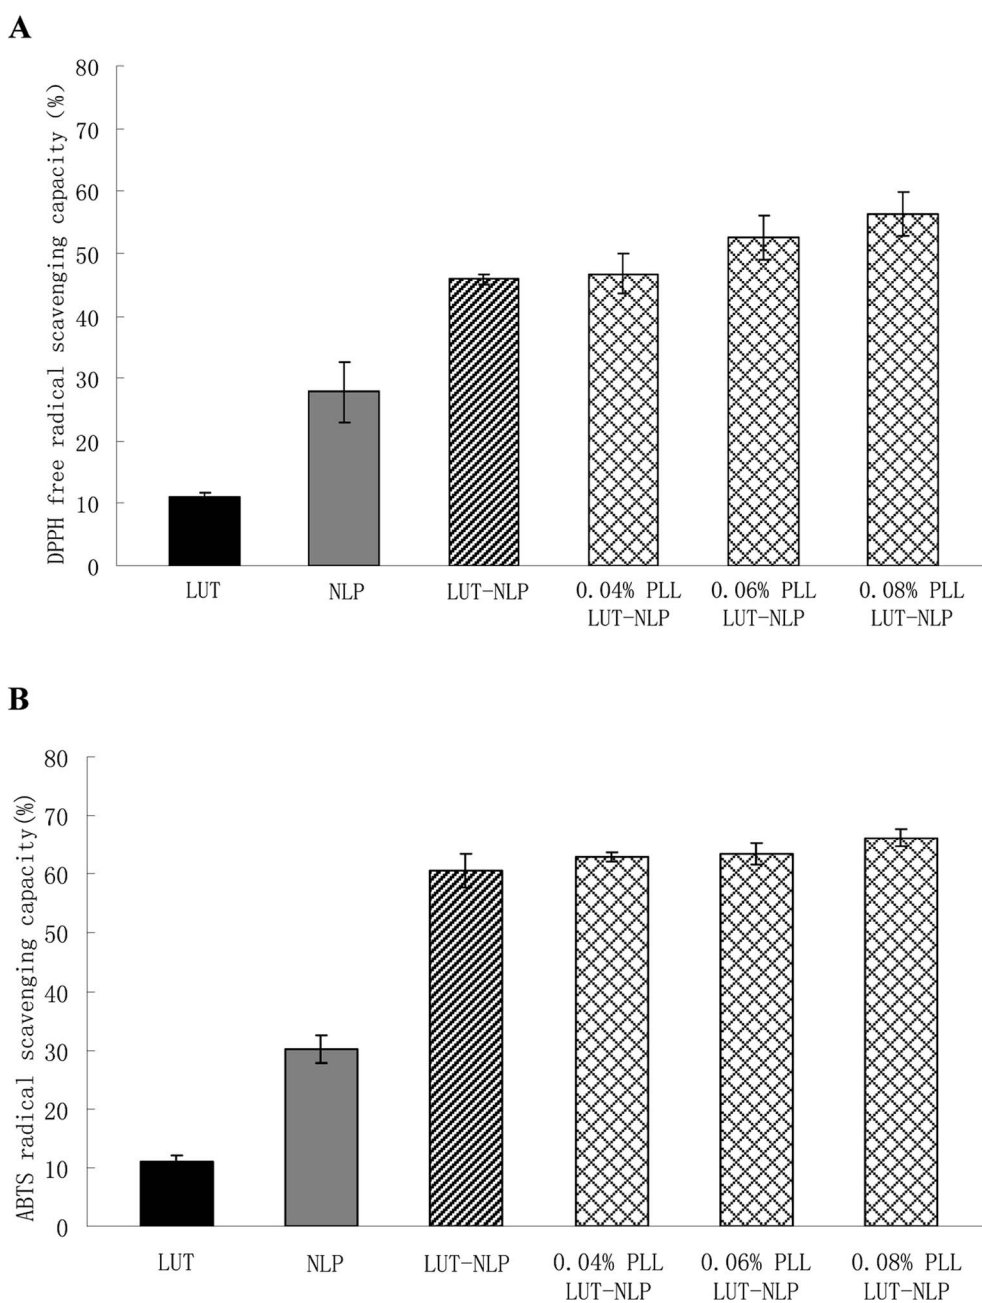 A
DPPH free radical scavenging capacity (%)
80
70
60
50
40
30
20
10
0
LUT
NLP
LUT-NLP
0.04% PLL
LUT-NLP
0.06% PLL
LUT-NLP
0.08% PLL
LUT-NLP
B
ABTS radical scavenging capacity(%)
80
70
60
50
40
30
20
10
0
LUT
NLP
LUT-NLP
0.04% PLL
LUT-NLP
0.06% PLL
LUT-NLP
0.08% PLL
LUT-NLP